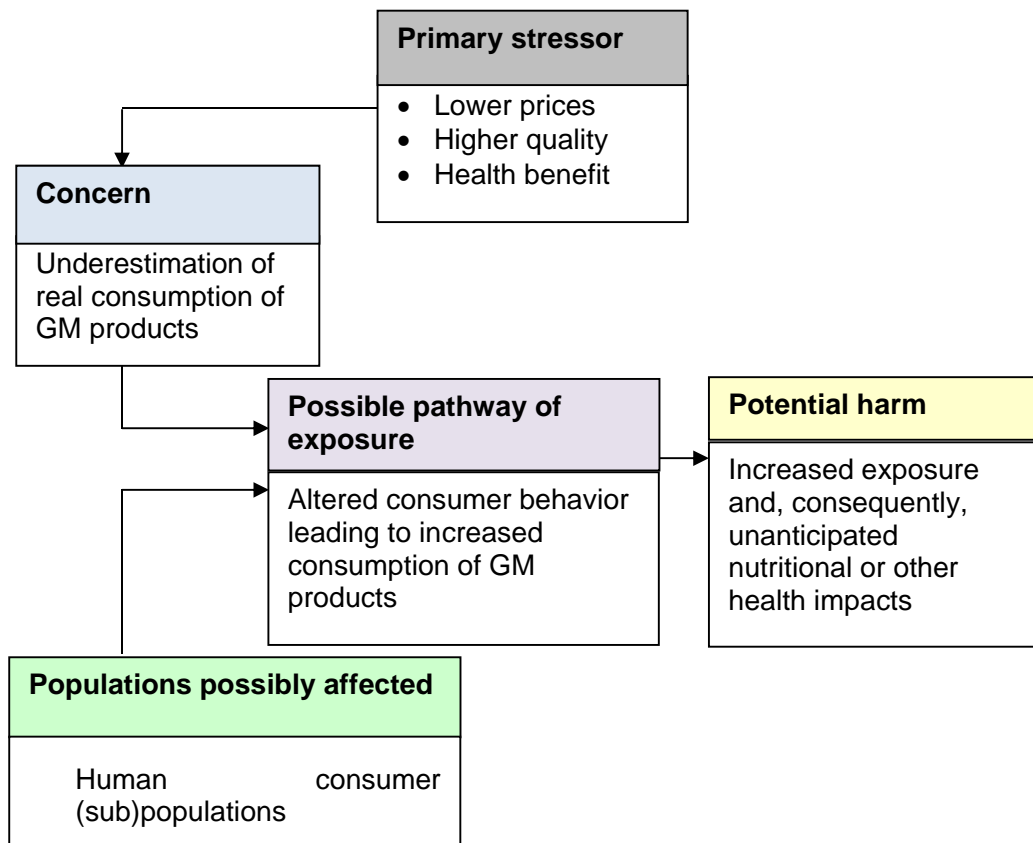 Primary stressor
• Lower prices
• Higher quality
• Health benefit
Concern
Underestimation of
real consumption of
GM products
Possible pathway of
exposure
Altered consumer behavior
leading to increased
consumption of GM
products
Potential harm
Increased exposure
and, consequently,
unanticipated
nutritional or other
health impacts
Populations possibly affected
Human consumer
(sub)populations